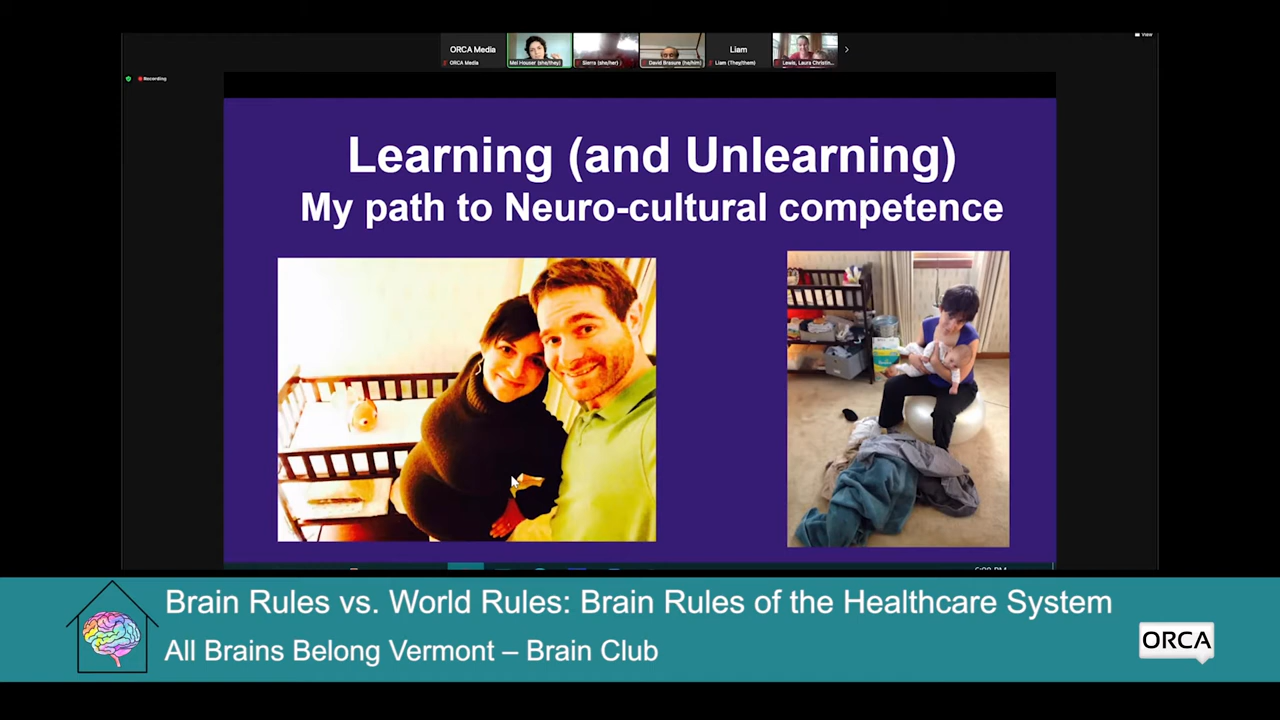 View
ORCA Media
Liam
ORCA Media
Mel Houser (she/they)
Sierra (she/her)
David Brasure (he/him)
Liam (They/them)
Lewis, Laura Christin...
Recording
Learning (and Unlearning)
My path to Neuro-cultural competence
Brain Rules vs. World Rules: Brain Rules of the Healthcare System
All Brains Belong Vermont – Brain Club
ORCA